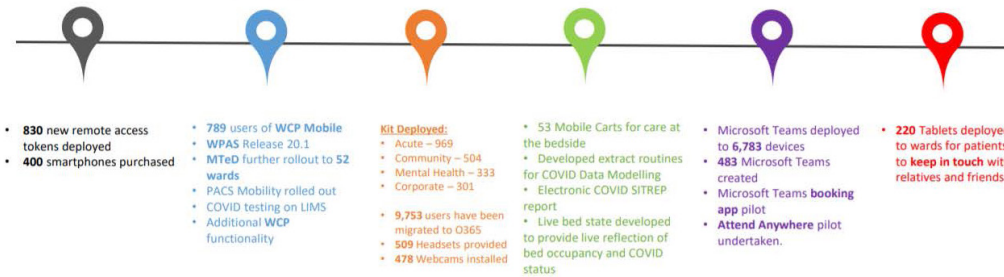 • 830 new remote access
tokens deployed
• 400 smartphones purchased
• 789 users of WCP Mobile
• WPAS Release 20.1
• MTeD further rollout to 52
wards
• PACS Mobility rolled out
• COVID testing on LIMS
• Additional WCP
functionality
Kit Deployed:
• Acute – 969
• Community – 504
• Mental Health – 333
• Corporate – 301
• 9,753 users have been
migrated to O365
• 509 Headsets provided
• 478 Webcams installed
• 53 Mobile Carts for care at
the bedside
• Developed extract routines
for COVID Data Modelling
• Electronic COVID SITREP
report
• Live bed state developed
to provide live reflection of
bed occupancy and COVID
status
• Microsoft Teams deployed
to 6,783 devices
• 483 Microsoft Teams
created
• Microsoft Teams booking
app pilot
• Attend Anywhere pilot
undertaken.
• 220 Tablets deploye
to wards for patients
to keep in touch wit
relatives and friends